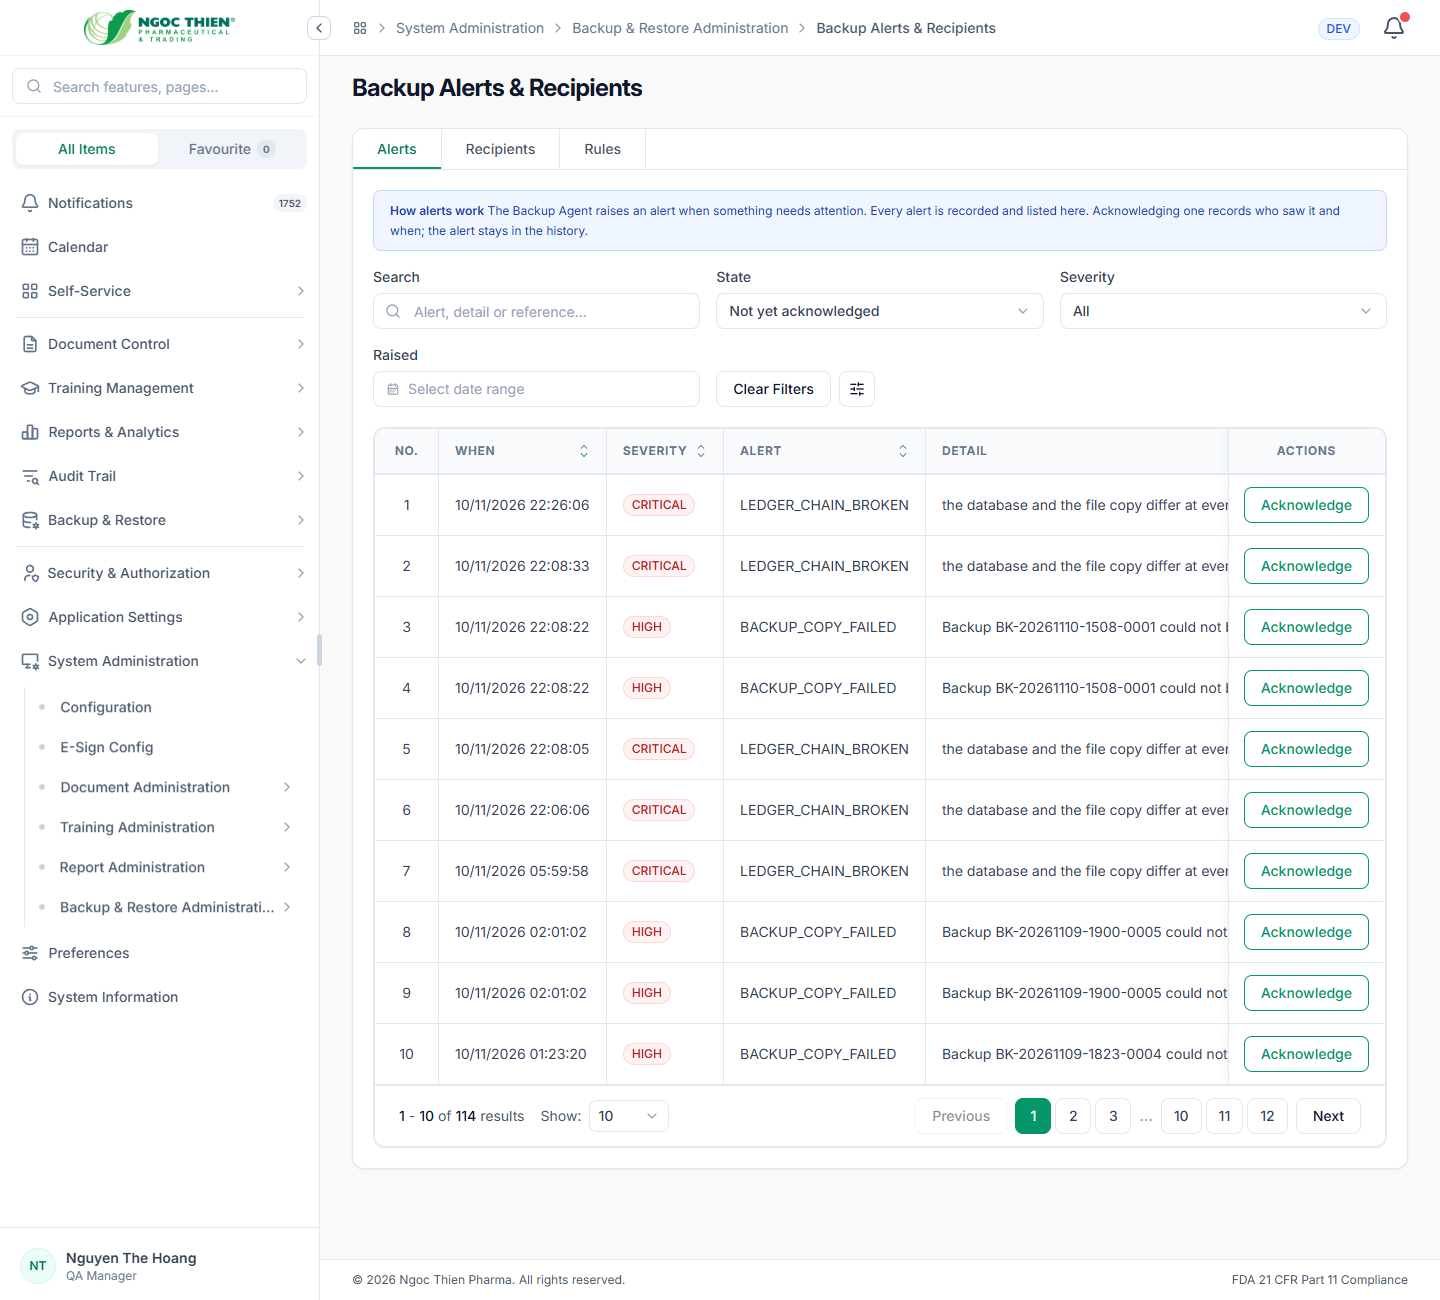 NGOC THIEN®
PHARMACEUTICAL
& TRADING
Search features, pages...
All Items
Favourite 0
Notifications 1752
Calendar
Self-Service
Document Control
Training Management
Reports & Analytics
Audit Trail
Backup & Restore
Security & Authorization
Application Settings
System Administration
Configuration
E-Sign Config
Document Administration
Training Administration
Report Administration
Backup & Restore Administrati...
Preferences
System Information
NT
Nguyen The Hoang
QA Manager
System Administration > Backup & Restore Administration > Backup Alerts & Recipients
DEV
Backup Alerts & Recipients
Alerts Recipients Rules
How alerts work The Backup Agent raises an alert when something needs attention. Every alert is recorded and listed here. Acknowledging one records who saw it and
when; the alert stays in the history.
Search State Severity
Alert, detail or reference... Not yet acknowledged All
Raised
Select date range Clear Filters
NO. WHEN SEVERITY ALERT DETAIL ACTIONS
1 10/11/2026 22:26:06 CRITICAL LEDGER_CHAIN_BROKEN the database and the file copy differ at ever Acknowledge
2 10/11/2026 22:08:33 CRITICAL LEDGER_CHAIN_BROKEN the database and the file copy differ at ever Acknowledge
3 10/11/2026 22:08:22 HIGH BACKUP_COPY_FAILED Backup BK-20261110-1508-0001 could not Acknowledge
4 10/11/2026 22:08:22 HIGH BACKUP_COPY_FAILED Backup BK-20261110-1508-0001 could not Acknowledge
5 10/11/2026 22:08:05 CRITICAL LEDGER_CHAIN_BROKEN the database and the file copy differ at ever Acknowledge
6 10/11/2026 22:06:06 CRITICAL LEDGER_CHAIN_BROKEN the database and the file copy differ at ever Acknowledge
7 10/11/2026 05:59:58 CRITICAL LEDGER_CHAIN_BROKEN the database and the file copy differ at ever Acknowledge
8 10/11/2026 02:01:02 HIGH BACKUP_COPY_FAILED Backup BK-20261109-1900-0005 could not Acknowledge
9 10/11/2026 02:01:02 HIGH BACKUP_COPY_FAILED Backup BK-20261109-1900-0005 could not Acknowledge
10 10/11/2026 01:23:20 HIGH BACKUP_COPY_FAILED Backup BK-20261109-1823-0004 could not Acknowledge
1 - 10 of 114 results Show: 10 Previous 1 2 3 ... 10 11 12 Next
© 2026 Ngoc Thien Pharma. All rights reserved. FDA 21 CFR Part 11 Compliance